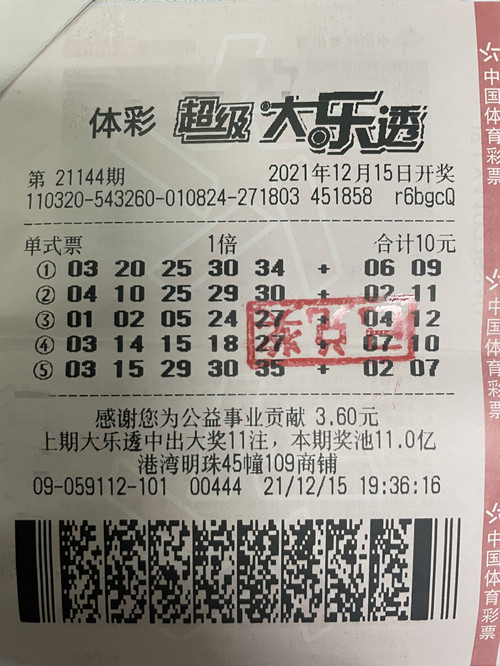 体彩 超级大乐透
第 21144期 2021年12月15日开奖
110320-543260-010824-271803 451858 r6bgcQ
单式票 1倍 合计10元
① 03 20 25 30 34 + 06 09
② 04 10 25 29 30 + 02 11
③ 01 02 05 24 27 + 04 12
④ 03 14 15 18 27 + 07 10
⑤ 03 15 29 30 35 + 02 07
感谢您为公益事业贡献 3.60元
上期大乐透中出大奖11注，本期奖池11.0亿
港湾明珠45幢109商铺
09-059112-101 00444 21/12/15 19:36:16
中国体育彩票
中国体育彩票
中国体育彩票